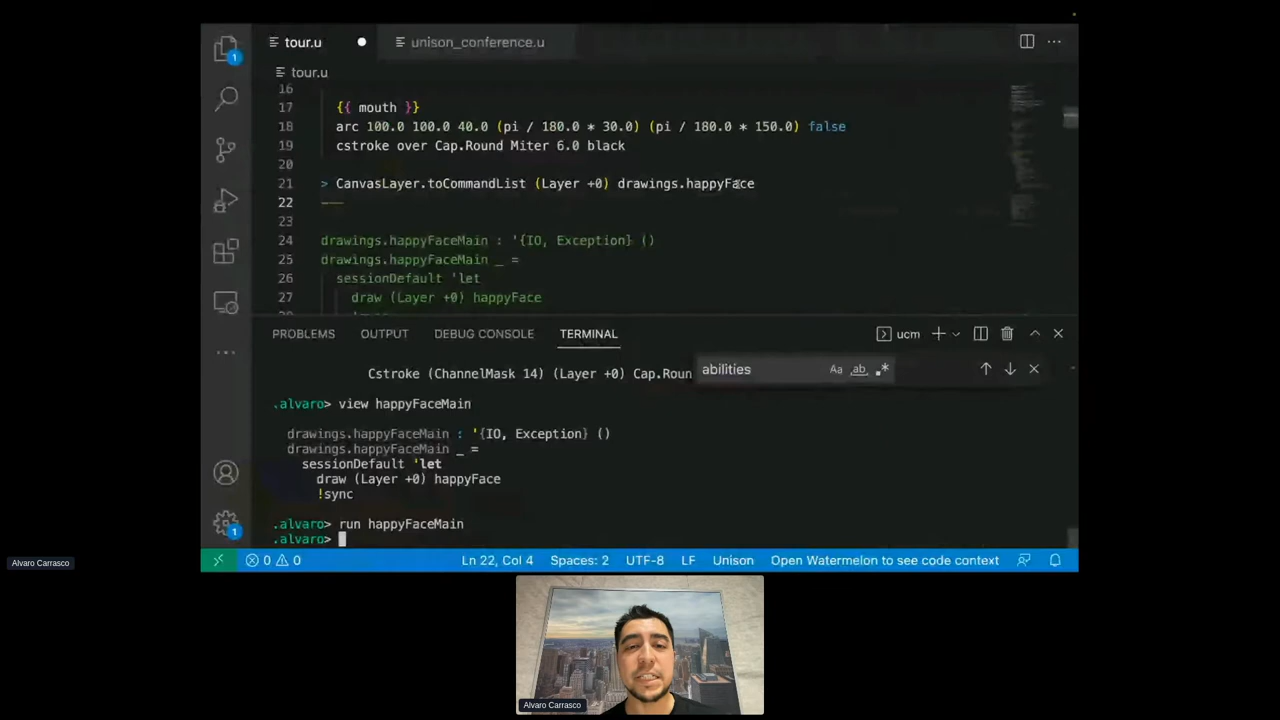 tour.u
unison_conference.u
tour.u
1
16
17 {{ mouth }}
18 arc 100.0 100.0 40.0 (pi / 180.0 * 30.0) (pi / 180.0 * 150.0) false
19 cstroke over Cap.Round Miter 6.0 black
20
21 > CanvasLayer.toCommandList (Layer +0) drawings.happyFace
22 ---
23
24 drawings.happyFaceMain : '{IO, Exception} ()
25 drawings.happyFaceMain _ =
26 sessionDefault 'let
27 draw (Layer +0) happyFace
PROBLEMS OUTPUT DEBUG CONSOLE TERMINAL ucm
abilities Aa ab
Cstroke (ChannelMask 14) (Layer +0) Cap.Roun
.alvaro> view happyFaceMain
drawings.happyFaceMain : '{IO, Exception} ()
drawings.happyFaceMain _ =
sessionDefault 'let
draw (Layer +0) happyFace
!sync
.alvaro> run happyFaceMain
.alvaro>
1
0 0 Ln 22, Col 4 Spaces: 2 UTF-8 LF Unison Open Watermelon to see code context
Alvaro Carrasco
Alvaro Carrasco